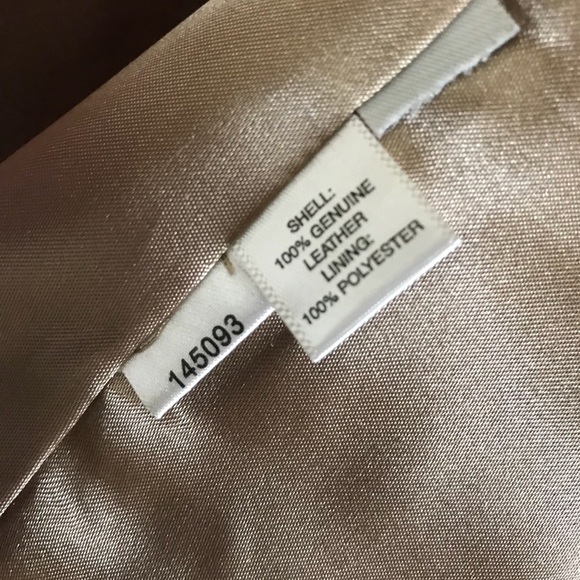 SHELL:
100% GENUINE
LEATHER
LINING:
100% POLYESTER
145093